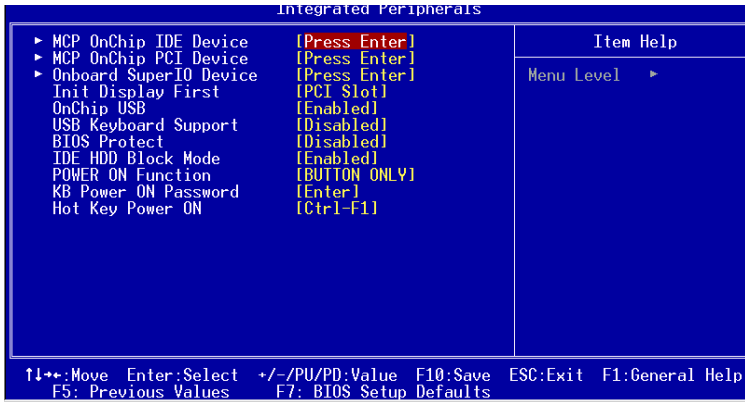 Integrated Peripherals
► MCP OnChip IDE Device [Press Enter]
► MCP OnChip PCI Device [Press Enter]
► Onboard SuperIO Device [Press Enter]
Init Display First [PCI Slot]
OnChip USB [Enabled]
USB Keyboard Support [Disabled]
BIOS Protect [Disabled]
IDE HDD Block Mode [Enabled]
POWER ON Function [BUTTON ONLY]
KB Power ON Password [Enter]
Hot Key Power ON [Ctrl-F1]
Item Help
Menu Level ►
↑↓→←:Move Enter:Select +/-/PU/PD:Value F10:Save ESC:Exit F1:General Help
F5: Previous Values F7: BIOS Setup Defaults